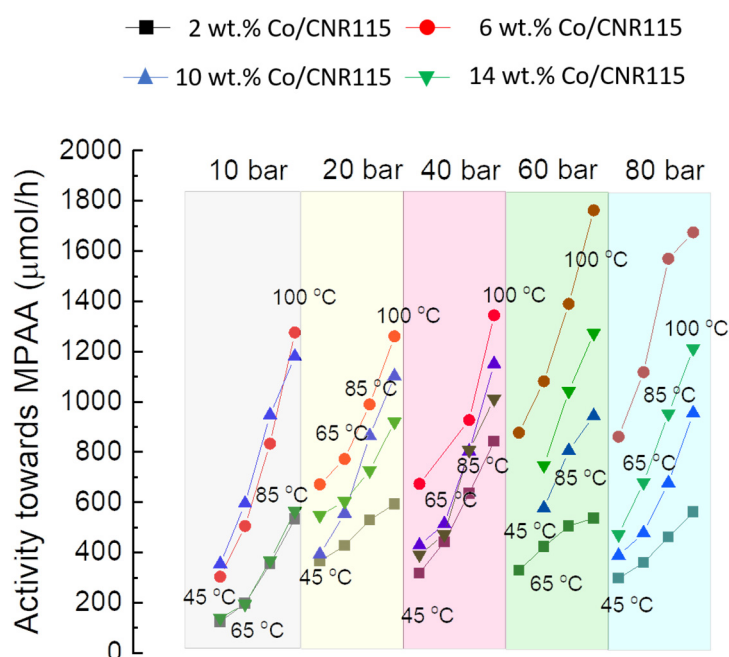 2 wt.% Co/CNR115 6 wt.% Co/CNR115
10 wt.% Co/CNR115 14 wt.% Co/CNR115
Activity towards MPAA (μmol/h)
2000
1800
1600
1400
1200
1000
800
600
400
200
0
10 bar 20 bar 40 bar 60 bar 80 bar
100 °C
85 °C
45 °C
65 °C
100 °C
85 °C
65 °C
45 °C
100 °C
85 °C
65 °C
45 °C
100 °C
85 °C
45 °C
65 °C
100 °C
85 °C
65 °C
45 °C